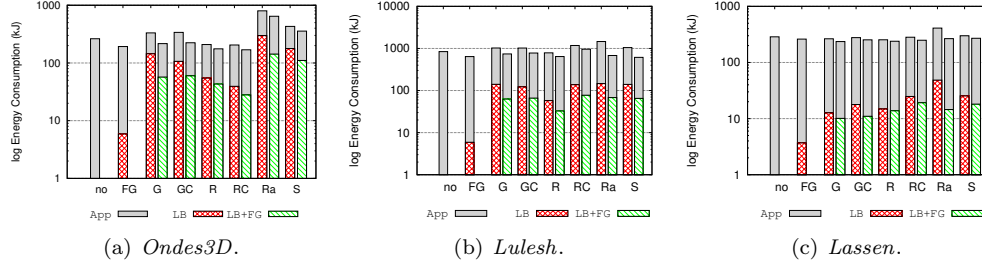 log Energy Consumption (kJ)
1000
100
10
1
no FG G GC R RC Ra S
App LB LB+FG
(a) Ondes3D.
log Energy Consumption (kJ)
10000
1000
100
10
1
no FG G GC R RC Ra S
App LB LB+FG
(b) Lulesh.
log Energy Consumption (kJ)
1000
100
10
1
no FG G GC R RC Ra S
App LB LB+FG
(c) Lassen.